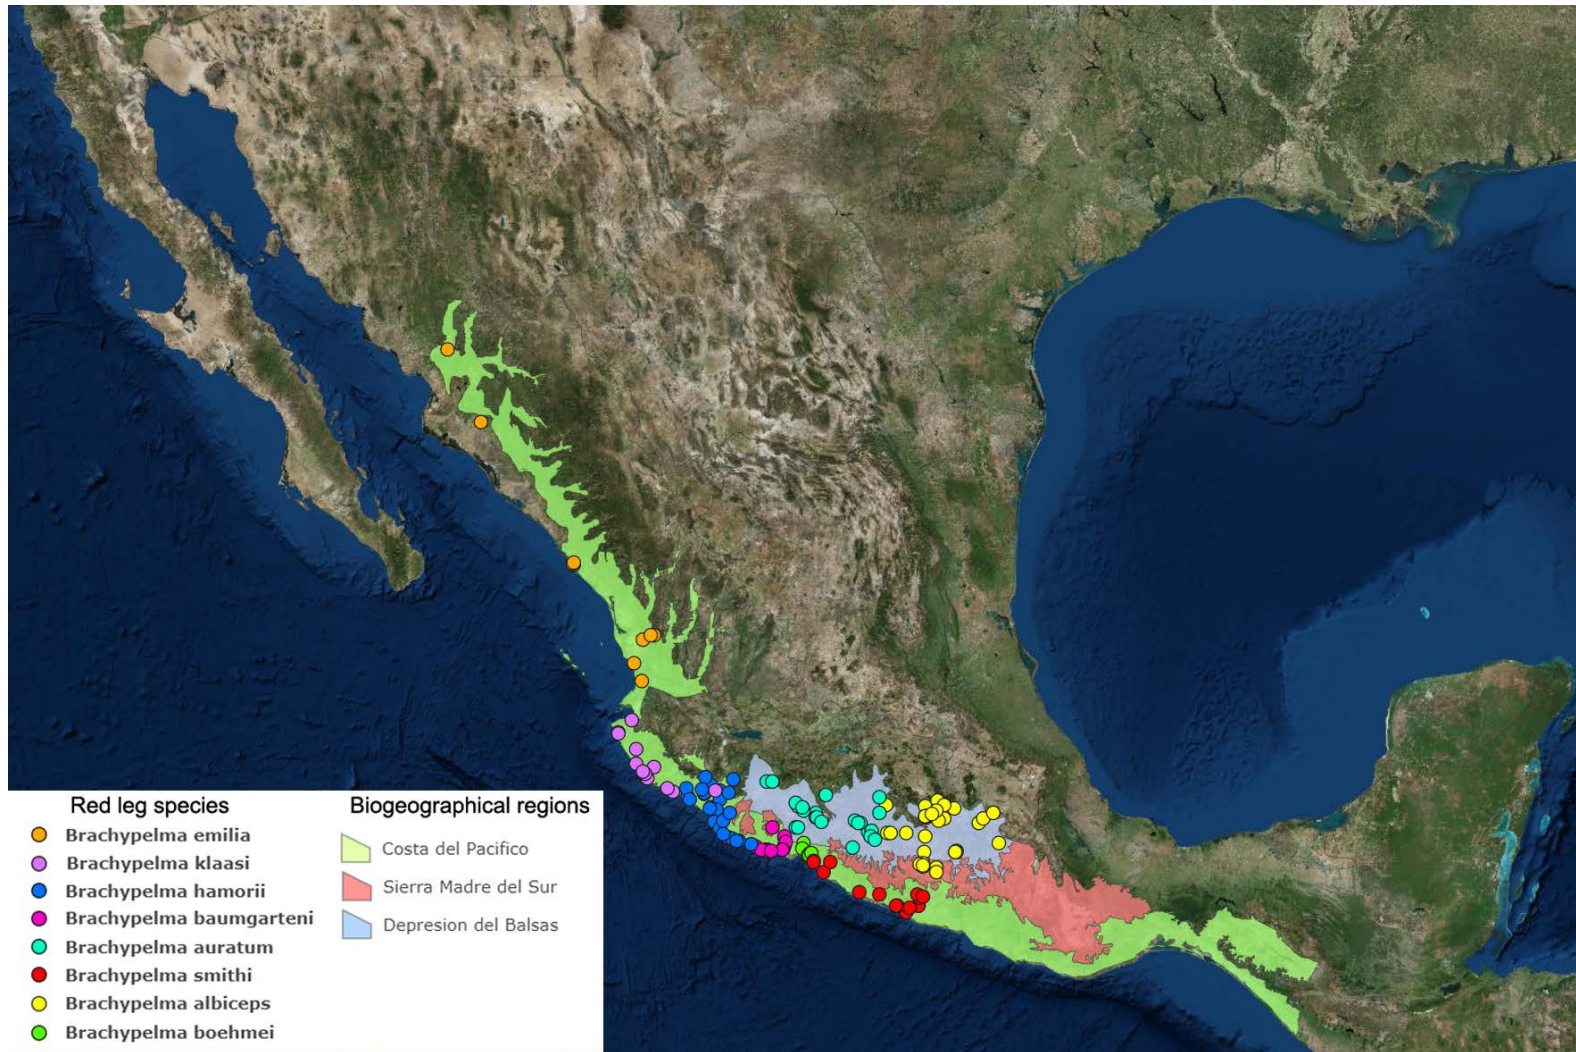 Red leg species
Brachypelma emilia
Brachypelma klaasi
Brachypelma hamorii
Brachypelma baumgarteni
Brachypelma auratum
Brachypelma smithi
Brachypelma albiceps
Brachypelma boehmei
Biogeographical regions
Costa del Pacifico
Sierra Madre del Sur
Depresion del Balsas